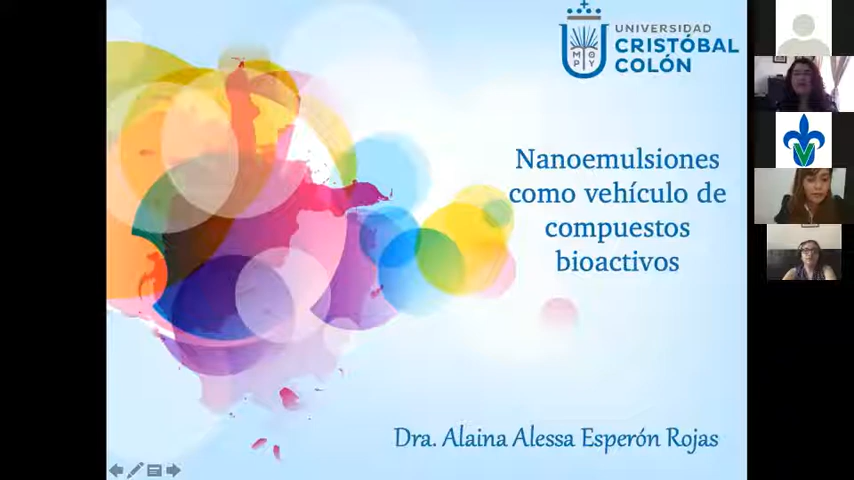 UNIVERSIDAD
CRISTÓBAL
COLÓN
Nanoemulsiones
como vehículo de
compuestos
bioactivos
Dra. Alaina Alessa Esperón Rojas